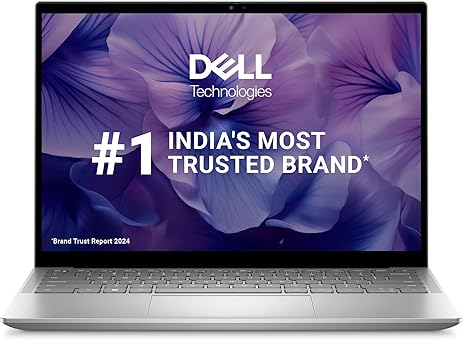 DELL
Technologies
#1 INDIA'S MOST
TRUSTED BRAND*
*Brand Trust Report 2024